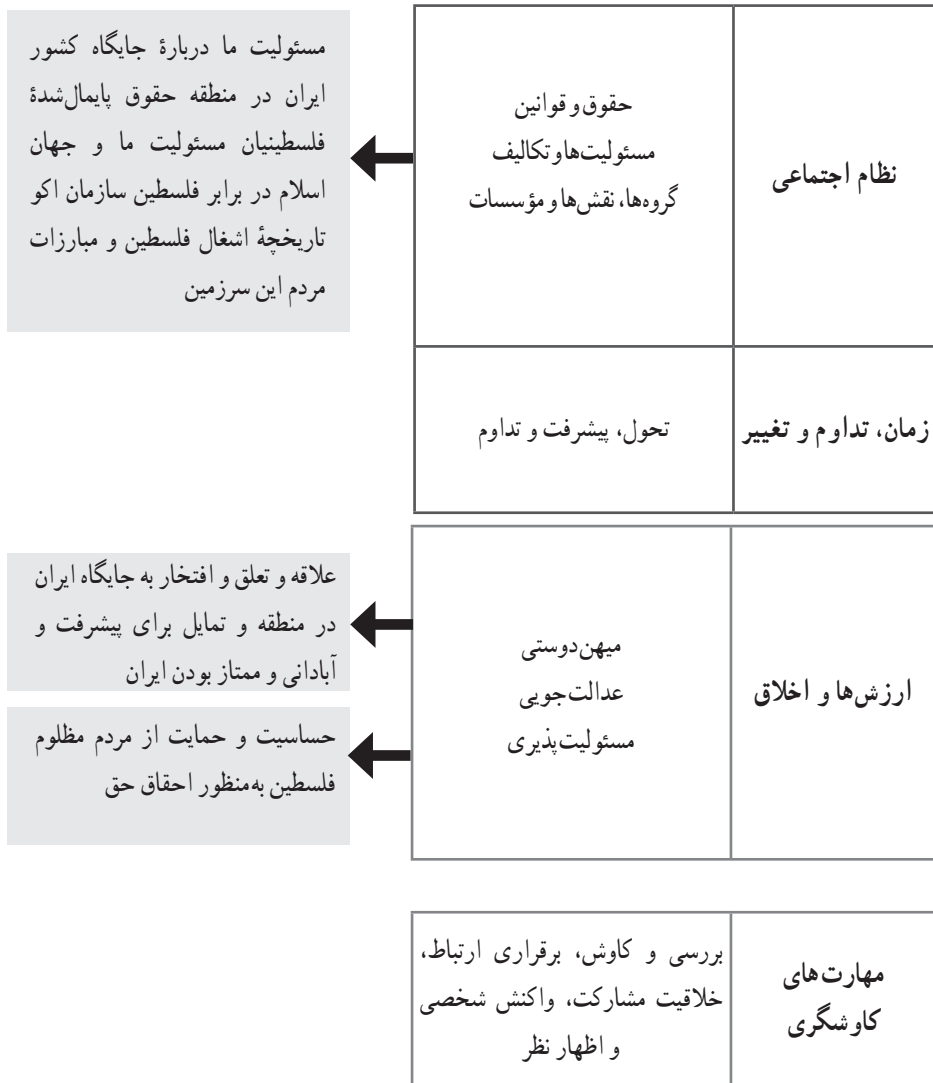 نظام اجتماعی
حقوق و قوانین
مسئولیت‌ها و تکالیف
گروه‌ها، نقش‌ها و مؤسسات
مسئولیت ما دربارهٔ جایگاه کشور
ایران در منطقه حقوق پایمال‌شدهٔ
فلسطینیان مسئولیت ما و جهان
اسلام در برابر فلسطین سازمان اکو
تاریخچهٔ اشغال فلسطین و مبارزات
مردم این سرزمین
زمان، تداوم و تغییر
تحول، پیشرفت و تداوم
ارزش‌ها و اخلاق
میهن‌دوستی
عدالت‌جویی
مسئولیت‌پذیری
علاقه و تعلق و افتخار به جایگاه ایران
در منطقه و تمایل برای پیشرفت و
آبادانی و ممتاز بودن ایران
حساسیت و حمایت از مردم مظلوم
فلسطین به‌منظور احقاق حق
مهارت‌های
کاوشگری
بررسی و کاوش، برقراری ارتباط،
خلاقیت مشارکت، واکنش شخصی
و اظهار نظر